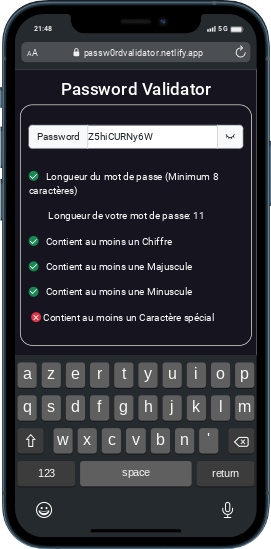 21:48
5G
AA
passw0rdvalidator.netlify.app
Password Validator
Password Z5hiCURNy6W
Longueur du mot de passe (Minimum 8
caractères)
Longueur de votre mot de passe: 11
Contient au moins un Chiffre
Contient au moins une Majuscule
Contient au moins une Minuscule
Contient au moins un Caractère spécial
a z e r t y u i o p
q s d f g h j k l m
w x c v b n '
123 space return